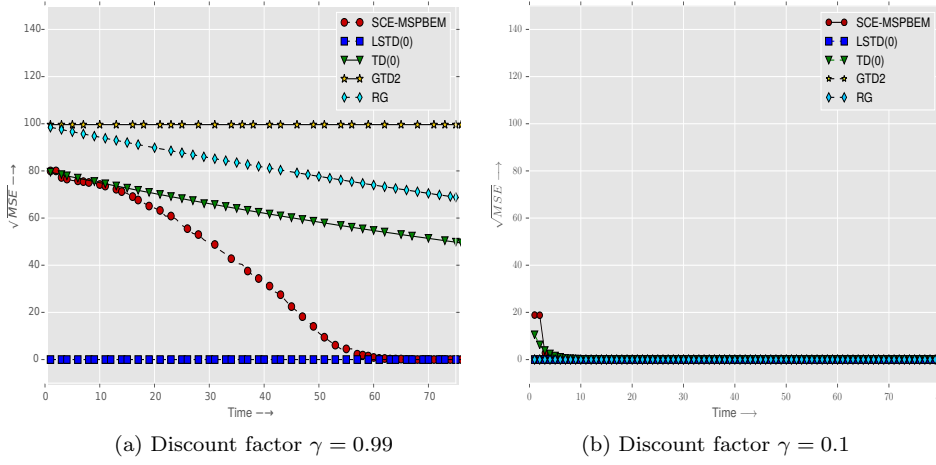 SCE-MSPBEM
LSTD(0)
TD(0)
GTD2
RG
140
120
100
80
60
40
20
0
√MSE -→
0 10 20 30 40 50 60 70
Time -→
(a) Discount factor γ = 0.99
SCE-MSPBEM
LSTD(0)
TD(0)
GTD2
RG
140
120
100
80
60
40
20
0
√MSE →
0 10 20 30 40 50 60 70
Time →
(b) Discount factor γ = 0.1